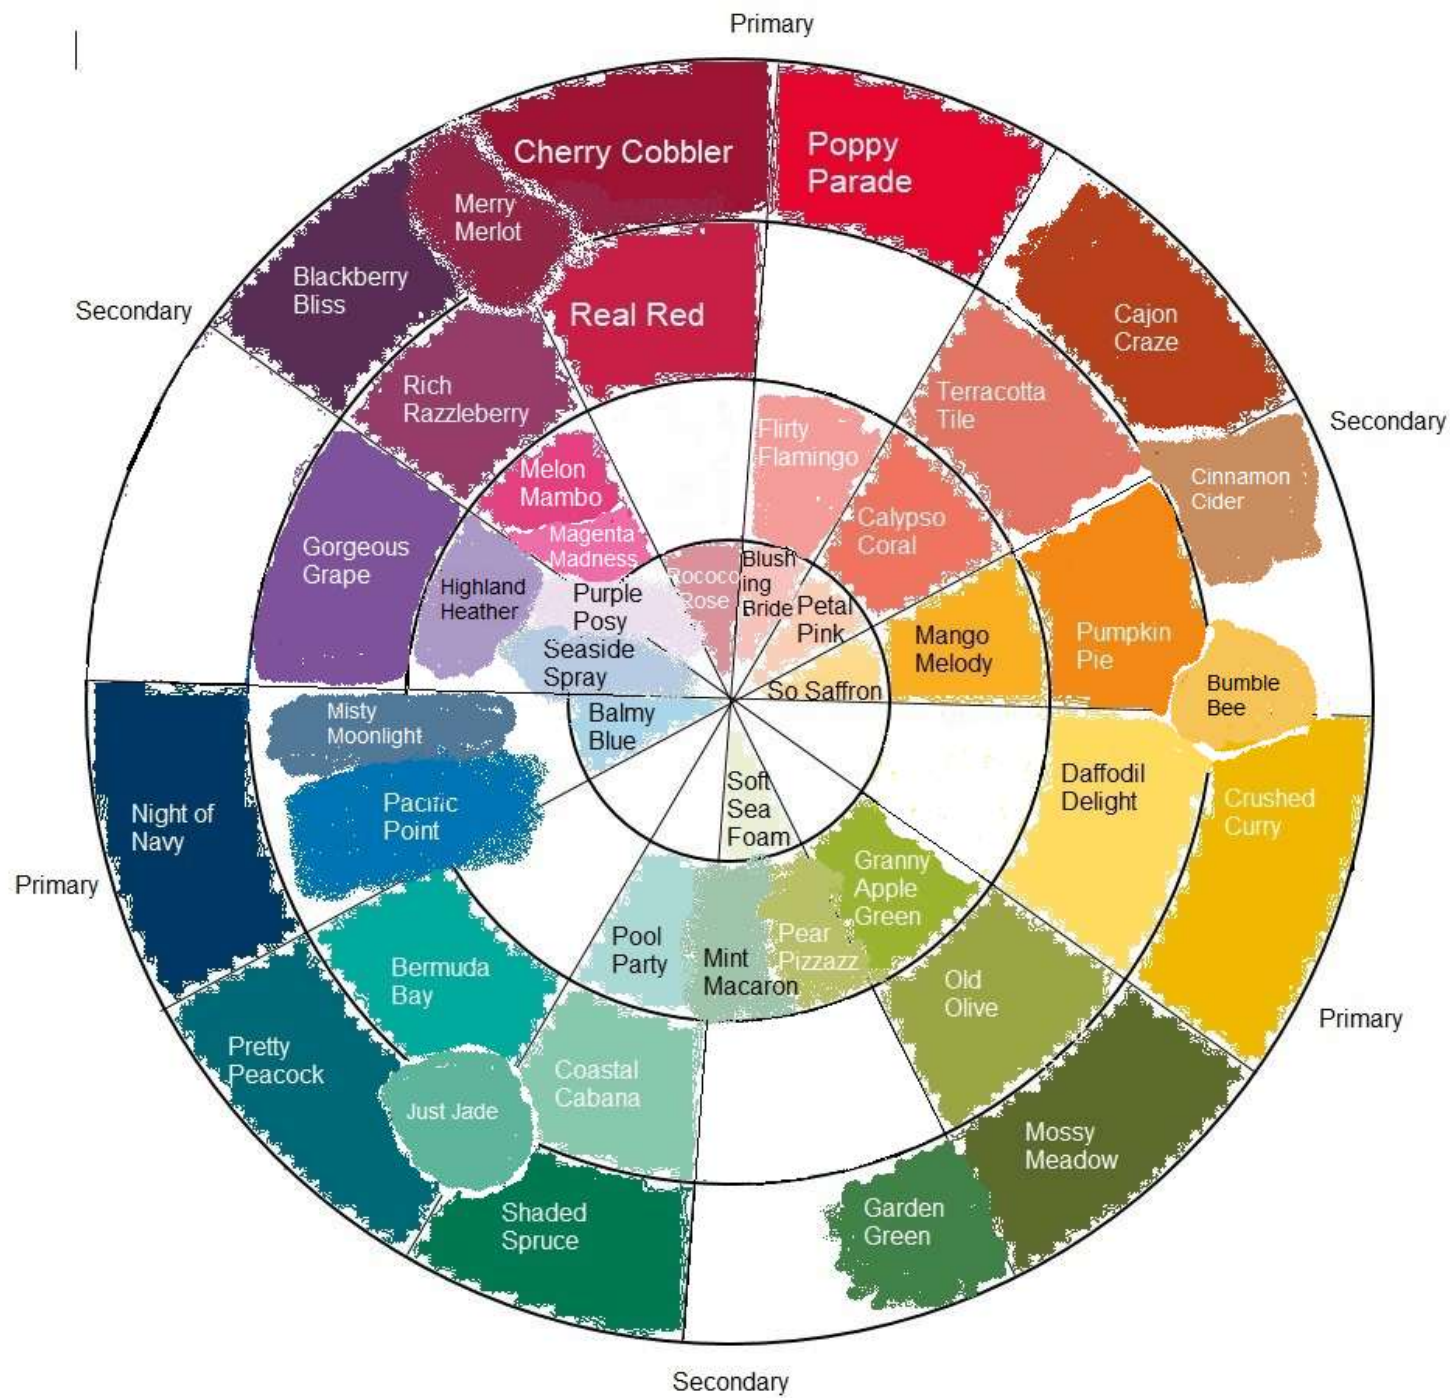 Primary
Cherry Cobbler
Poppy
Parade
Merry
Merlot
Blackberry
Bliss
Secondary
Real Red
Cajon
Craze
Rich
Razzleberry
Terracotta
Tile
Secondary
Flirty
Flamingo
Melon
Mambo
Cinnamon
Cider
Calypso
Coral
Magenta
Madness
Gorgeous
Grape
Highland
Heather
Rococo
Rose
Blush
ing
Bride
Purple
Posy
Petal
Pink
Mango
Melody
Pumpkin
Pie
Seaside
Spray
So Saffron
Bumble
Bee
Misty
Moonlight
Balmy
Blue
Night of
Navy
Pacific
Point
Soft
Sea
Foam
Daffodil
Delight
Crushed
Curry
Primary
Granny
Apple
Green
Pool
Party
Mint
Macaron
Pear
Pizzazz
Bermuda
Bay
Old
Olive
Primary
Pretty
Peacock
Coastal
Cabana
Just Jade
Mossy
Meadow
Shaded
Spruce
Garden
Green
Secondary